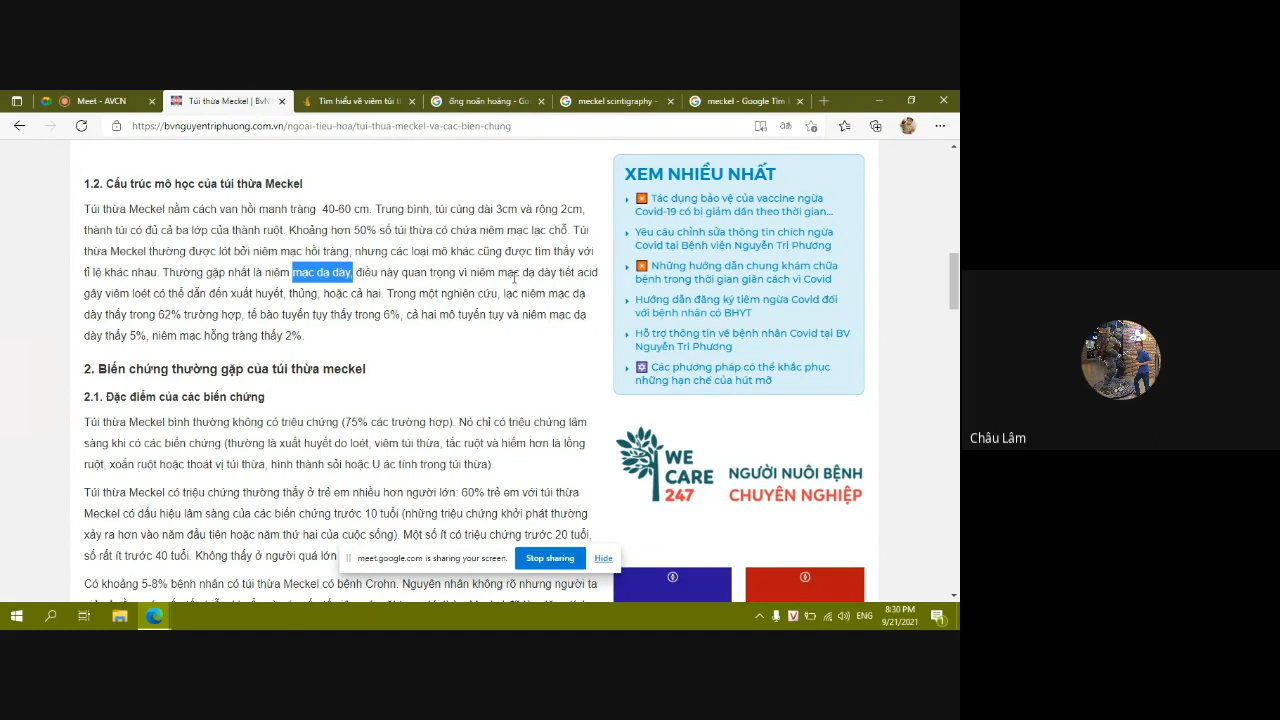 Meet - AVCN
Túi thừa Meckel | BvN
Tìm hiểu về viêm túi t
ống noãn hoàng - Go
meckel scintigraphy -
meckel - Google Tìm
https://bvnguyentriphuong.com.vn/ngoai-tieu-hoa/tui-thua-meckel-va-cac-bien-chung
1.2. Cấu trúc mô học của túi thừa Meckel
Túi thừa Meckel nằm cách van hồi manh tràng 40-60 cm. Trung bình, túi cùng dài 3cm và rộng 2cm,
thành túi có đủ cả ba lớp của thành ruột. Khoảng hơn 50% số túi thừa có chứa niêm mạc lạc chỗ. Túi
thừa Meckel thường được lót bởi niêm mạc hồi tràng, nhưng các loại mô khác cũng được tìm thấy với
tỉ lệ khác nhau. Thường gặp nhất là niêm mạc dạ dày, điều này quan trọng vì niêm mạc dạ dày tiết acid
gây viêm loét có thể dẫn đến xuất huyết, thủng, hoặc cả hai. Trong một nghiên cứu, lạc niêm mạc dạ
dày thấy trong 62% trường hợp, tế bào tuyến tụy thấy trong 6%, cả hai mô tuyến tụy và niêm mạc dạ
dày thấy 5%, niêm mạc hỗng tràng thấy 2%.
2. Biến chứng thường gặp của túi thừa meckel
2.1. Đặc điểm của các biến chứng
Túi thừa Meckel bình thường không có triệu chứng (75% các trường hợp). Nó chỉ có triệu chứng lâm
sàng khi có các biến chứng (thường là xuất huyết do loét, viêm túi thừa, tắc ruột và hiếm hơn là lồng
ruột, xoắn ruột hoặc thoát vị túi thừa, hình thành sỏi hoặc U ác tính trong túi thừa).
Túi thừa Meckel có triệu chứng thường thấy ở trẻ em nhiều hơn người lớn: 60% trẻ em với túi thừa
Meckel có dấu hiệu lâm sàng của các biến chứng trước 10 tuổi (những triệu chứng khởi phát thường
xảy ra hơn vào năm đầu tiên hoặc năm thứ hai của cuộc sống). Một số ít có triệu chứng trước 20 tuổi,
số rất ít trước 40 tuổi. Không thấy ở người quá lớn
Có khoảng 5-8% bệnh nhân có túi thừa Meckel có bệnh Crohn. Nguyên nhân không rõ nhưng người ta
XEM NHIỀU NHẤT
Tác dụng bảo vệ của vaccine ngừa
Covid-19 có bị giảm dần theo thời gian...
Yêu cầu chỉnh sửa thông tin chích ngừa
Covid tại Bệnh viện Nguyễn Tri Phương
Những hướng dẫn chung khám chữa
bệnh trong thời gian giãn cách vì Covid
Hướng dẫn đăng ký tiêm ngừa Covid đối
với bệnh nhân có BHYT
Hỗ trợ thông tin về bệnh nhân Covid tại BV
Nguyễn Tri Phương
Các phương pháp có thể khắc phục
những hạn chế của hút mỡ
WE
CARE
247
NGƯỜI NUÔI BỆNH
CHUYÊN NGHIỆP
meet.google.com is sharing your screen.
Stop sharing
Hide
ENG
8:30 PM
9/21/2021
Châu Lâm